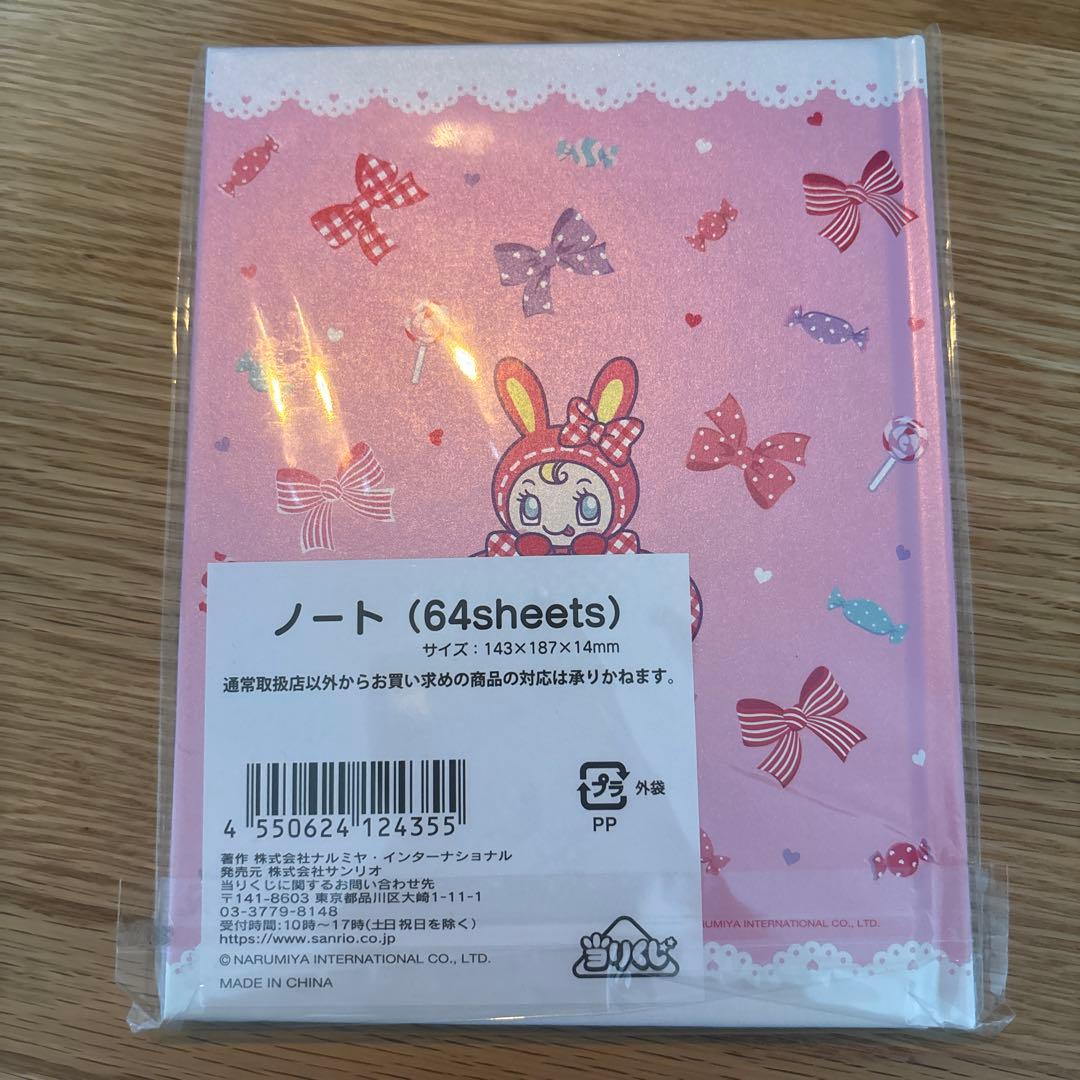 ノート（64sheets）
サイズ：143×187×14mm
通常取扱店以外からお買い求めの商品の対応は承りかねます。
プラ 外袋
PP
4 550624 124355
著作 株式会社ナルミヤ・インターナショナル
発売元 株式会社サンリオ
当りくじに関するお問い合わせ先
〒141-8603 東京都品川区大崎1-11-1
03-3779-8148
受付時間:10時～17時(土日祝日を除く)
https://www.sanrio.co.jp
© NARUMIYA INTERNATIONAL CO., LTD.
MADE IN CHINA
当りくじ
INTERNATIONAL CO., LTD.